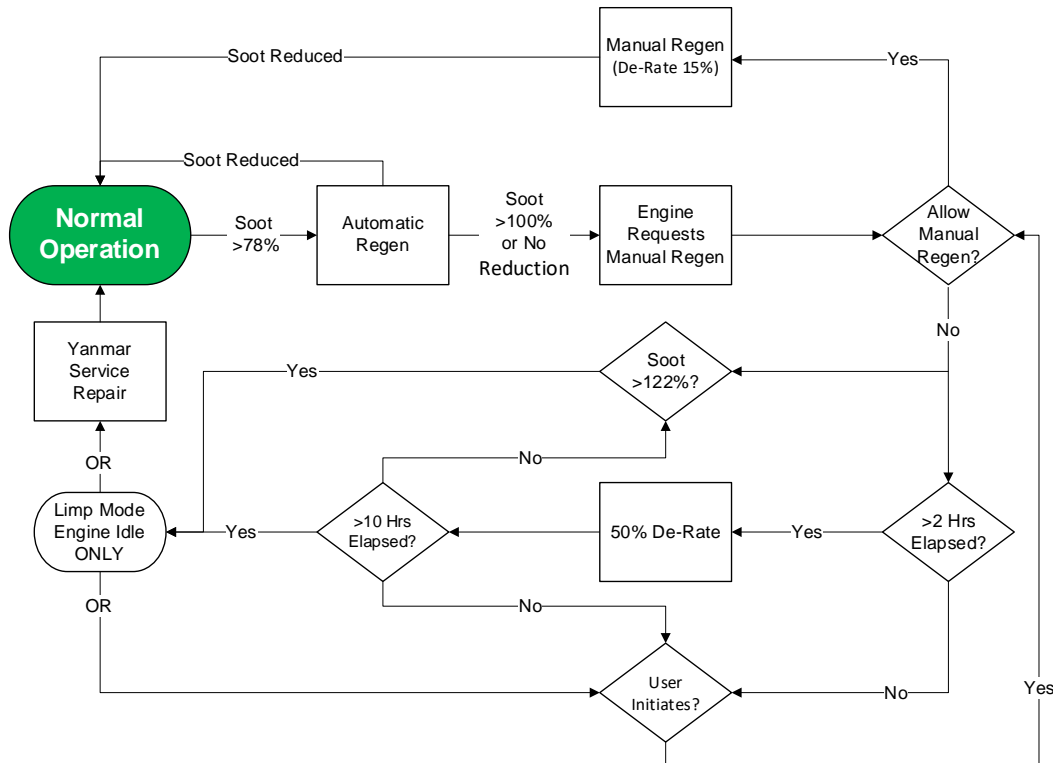 Manual Regen
(De-Rate 15%)
Soot Reduced
Yes
Soot Reduced
Normal
Operation
Soot
>78%
Automatic
Regen
Soot
>100%
or No
Reduction
Engine
Requests
Manual Regen
Allow
Manual
Regen?
No
Yanmar
Service
Repair
Yes
Soot
>122%?
OR
No
Limp Mode
Engine Idle
ONLY
Yes
>10 Hrs
Elapsed?
50% De-Rate
Yes
>2 Hrs
Elapsed?
OR
No
User
Initiates?
No
Yes